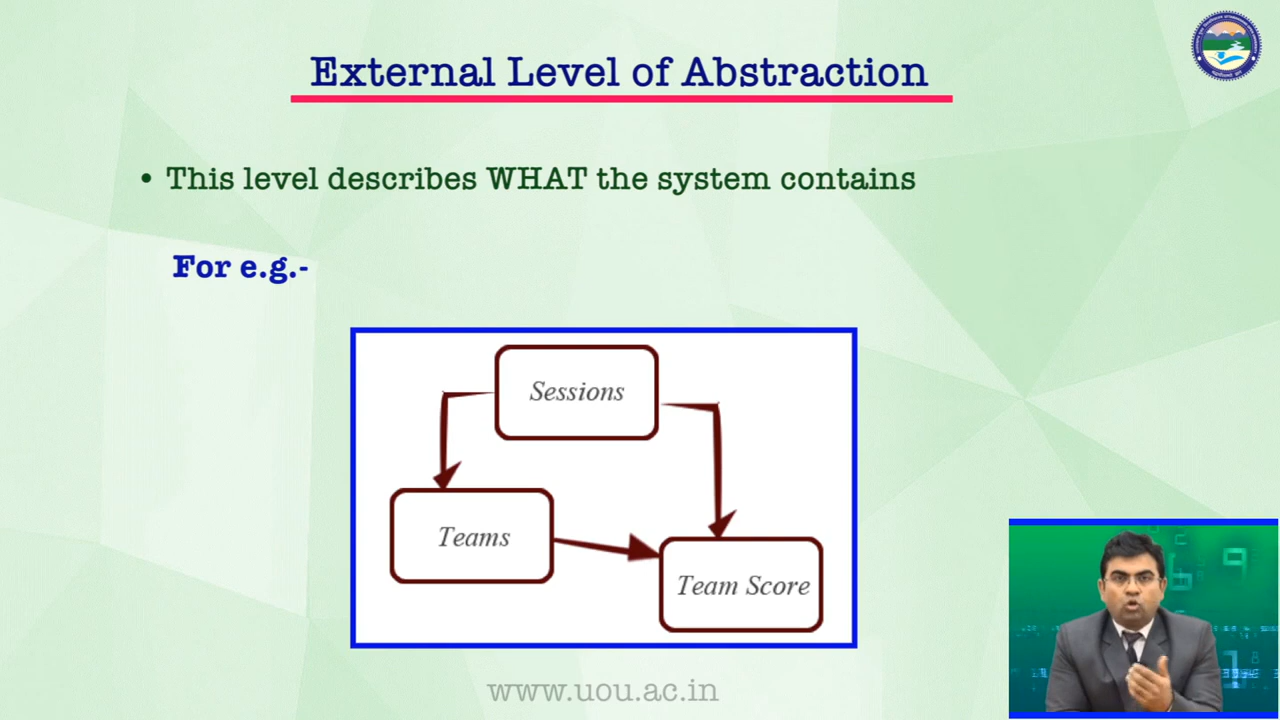 External Level of Abstraction
• This level describes WHAT the system contains
For e.g.-
Sessions
Teams
Team Score
www.uou.ac.in